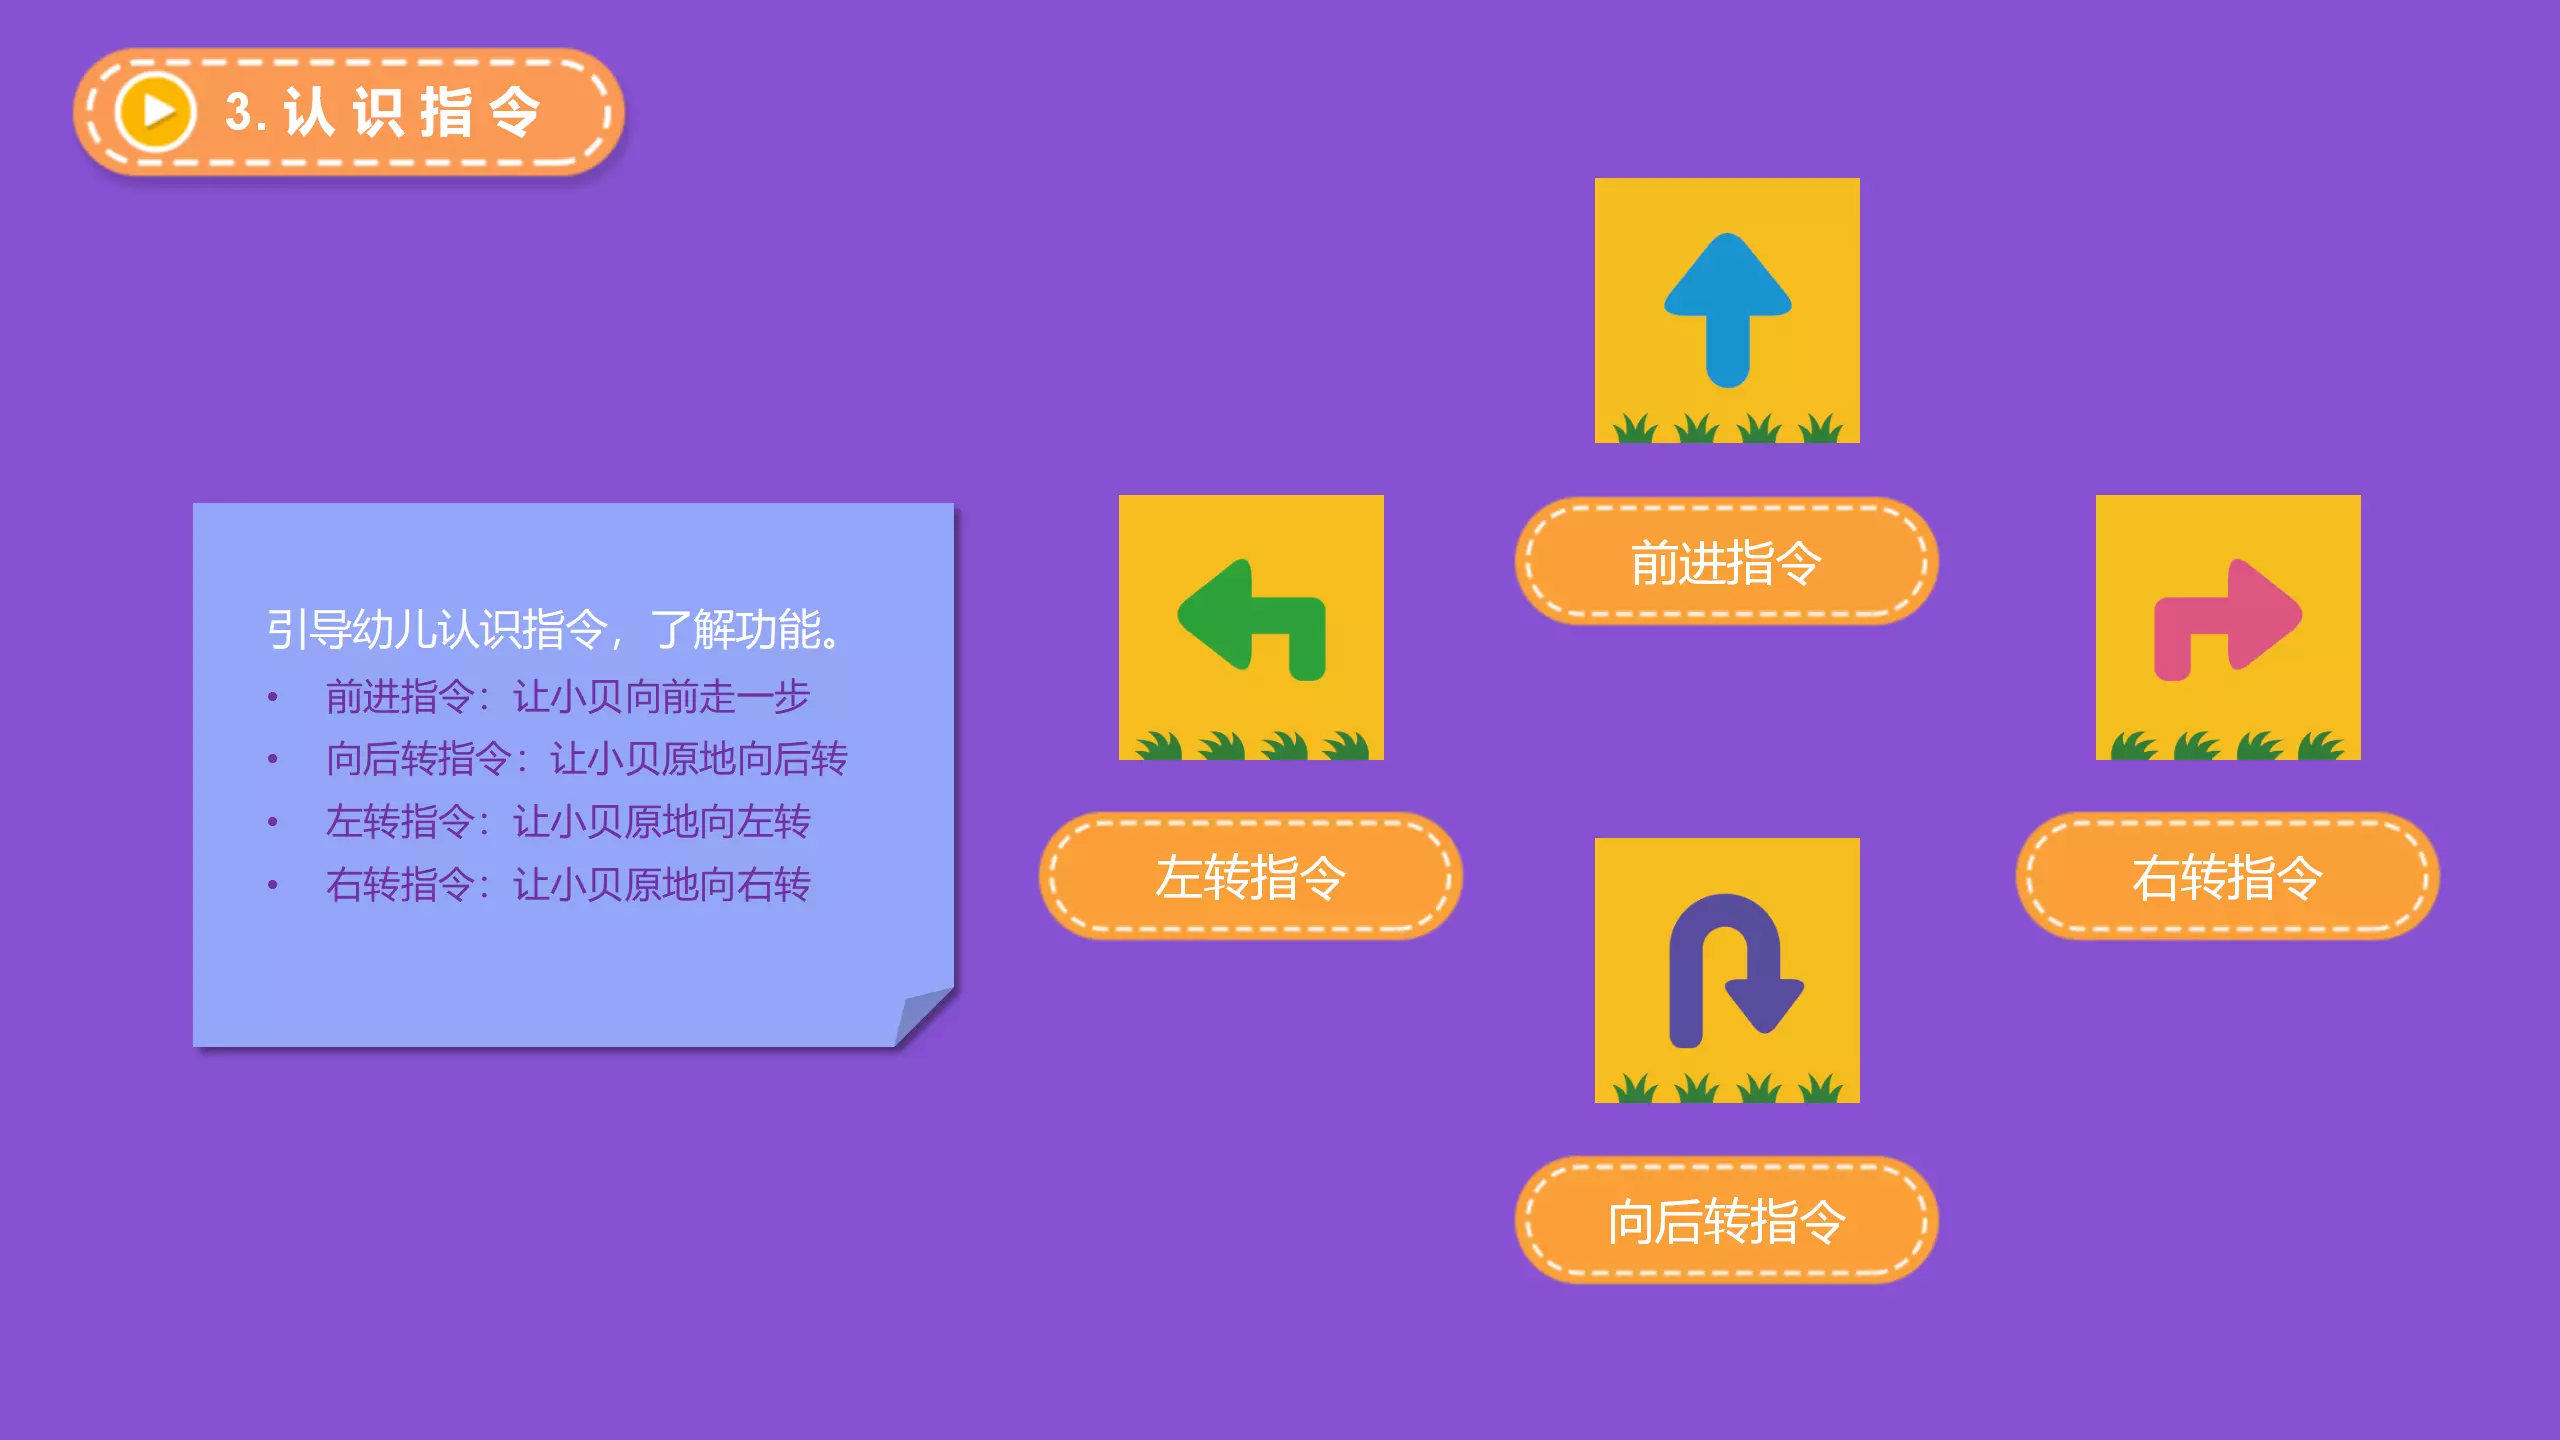 3.认识指令
引导幼儿认识指令，了解功能。
• 前进指令：让小贝向前走一步
• 向后转指令：让小贝原地向后转
• 左转指令：让小贝原地向左转
• 右转指令：让小贝原地向右转
前进指令
左转指令
右转指令
向后转指令